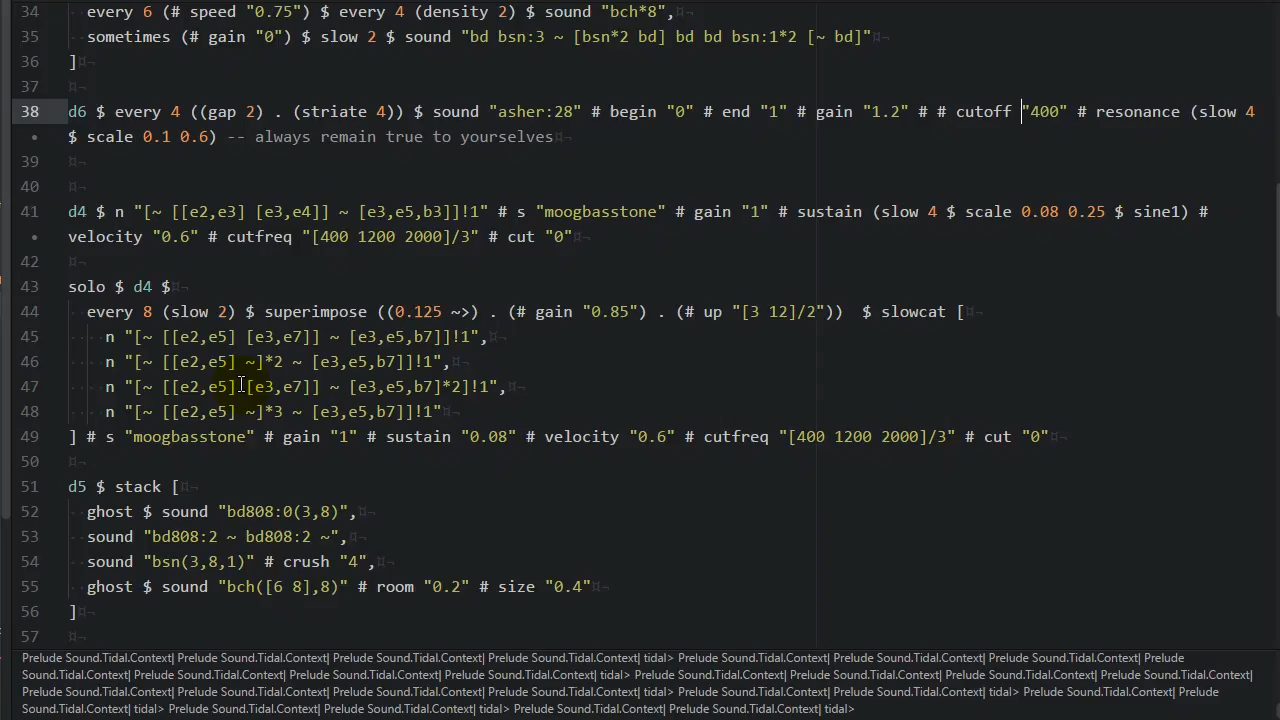 34 every 6 (# speed "0.75") $ every 4 (density 2) $ sound "bch*8",¤¬
35 sometimes (# gain "0") $ slow 2 $ sound "bd bsn:3 ~ [bsn*2 bd] bd bd bsn:1*2 [~ bd]"¤¬
36 ]¤¬
37 ¤¬
38 d6 $ every 4 ((gap 2) . (striate 4)) $ sound "asher:28" # begin "0" # end "1" # gain "1.2" # # cutoff "400" # resonance (slow 4
• $ scale 0.1 0.6) -- always remain true to yourselves¤¬
39 ¤¬
40 ¤¬
41 d4 $ n "[~ [[e2,e3] [e3,e4]] ~ [e3,e5,b3]]!1" # s "moogbasstone" # gain "1" # sustain (slow 4 $ scale 0.08 0.25 $ sine1) #
• velocity "0.6" # cutfreq "[400 1200 2000]/3" # cut "0"¤¬
42 ¤¬
43 solo $ d4 $¤¬
44 every 8 (slow 2) $ superimpose ((0.125 ~>) . (# gain "0.85") . (# up "[3 12]/2"))  $ slowcat [¤¬
45 n "[~ [[e2,e5] [e3,e7]] ~ [e3,e5,b7]]!1",¤¬
46 n "[~ [[e2,e5] ~]*2 ~ [e3,e5,b7]]!1",¤¬
47 n "[~ [[e2,e5] [e3,e7]] ~ [e3,e5,b7]*2]!1",¤¬
48 n "[~ [[e2,e5] ~]*3 ~ [e3,e5,b7]]!1"¤¬
49 ] # s "moogbasstone" # gain "1" # sustain "0.08" # velocity "0.6" # cutfreq "[400 1200 2000]/3" # cut "0"¤¬
50 ¤¬
51 d5 $ stack [¤¬
52 ghost $ sound "bd808:0(3,8)",¤¬
53 sound "bd808:2 ~ bd808:2 ~",¤¬
54 sound "bsn(3,8,1)" # crush "4",¤¬
55 ghost $ sound "bch([6 8],8)" # room "0.2" # size "0.4"¤¬
56 ]¤¬
57 ¤¬
Prelude Sound.Tidal.Context| Prelude Sound.Tidal.Context| Prelude Sound.Tidal.Context| Prelude Sound.Tidal.Context| tidal> Prelude Sound.Tidal.Context| Prelude Sound.Tidal.Context| Prelude Sound.Tidal.Context| Prelude
Sound.Tidal.Context| Prelude Sound.Tidal.Context| Prelude Sound.Tidal.Context| Prelude Sound.Tidal.Context| tidal> Prelude Sound.Tidal.Context| Prelude Sound.Tidal.Context| Prelude Sound.Tidal.Context| Prelude Sound.Tidal.Context|
Prelude Sound.Tidal.Context| Prelude Sound.Tidal.Context| Prelude Sound.Tidal.Context| tidal> Prelude Sound.Tidal.Context| Prelude Sound.Tidal.Context| tidal> Prelude Sound.Tidal.Context| Prelude
Sound.Tidal.Context| tidal> Prelude Sound.Tidal.Context| Prelude Sound.Tidal.Context| tidal> Prelude Sound.Tidal.Context| Prelude Sound.Tidal.Context| tidal>